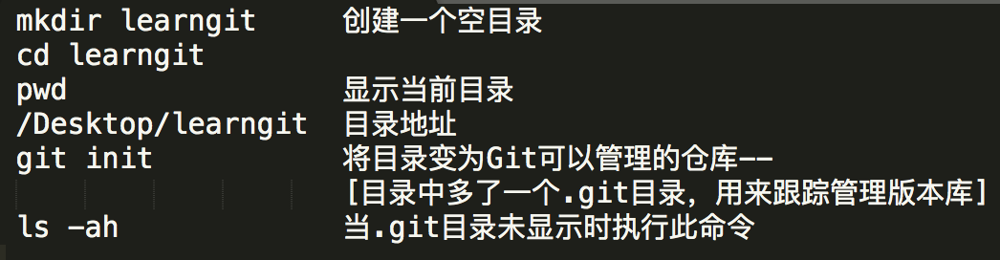 mkdir learngit 创建一个空目录
cd learngit
pwd 显示当前目录
/Desktop/learngit 目录地址
git init 将目录变为Git可以管理的仓库--
[目录中多了一个.git目录，用来跟踪管理版本库]
ls -ah 当.git目录未显示时执行此命令